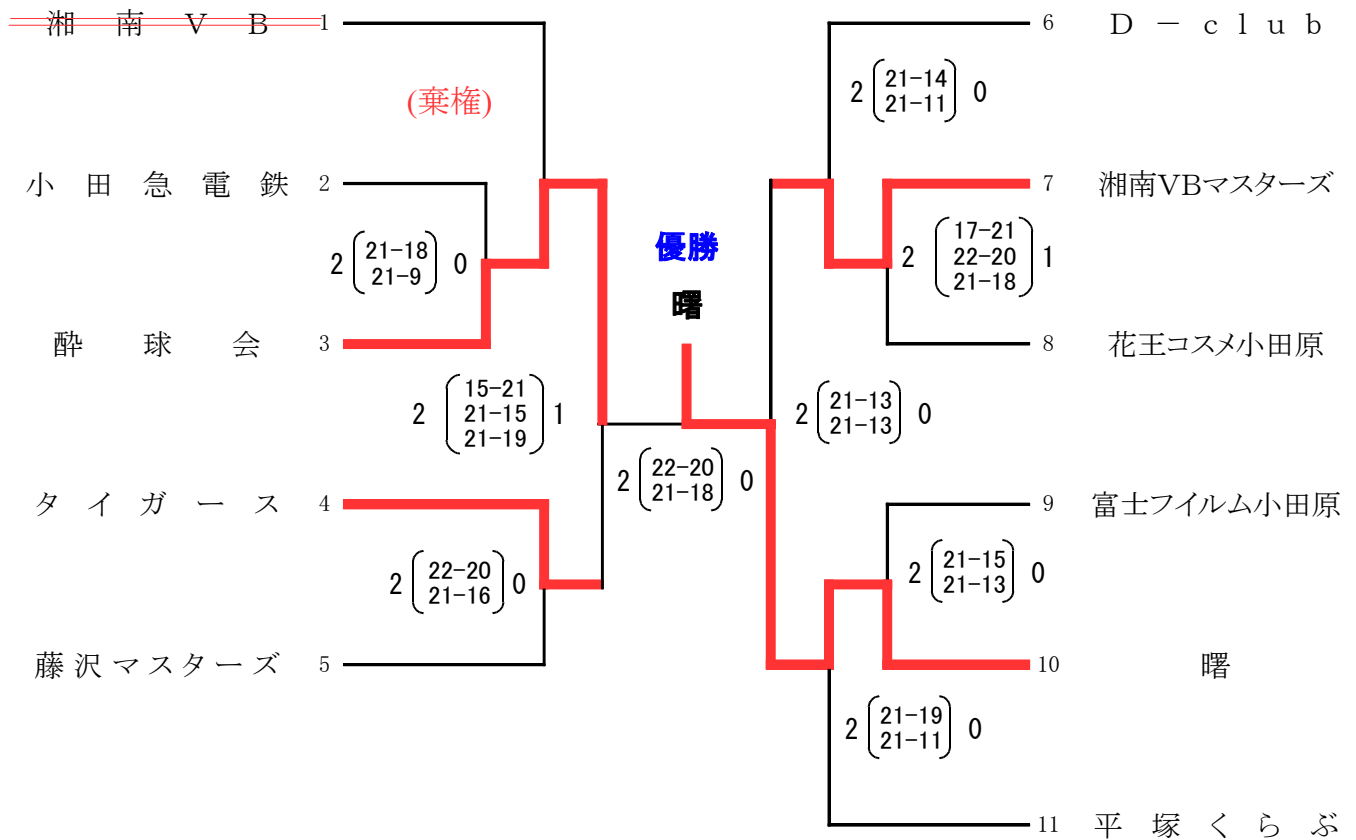 湘南VB 1
(棄権)
小田急電鉄 2
2 21-18 0
21-9
酔球会 3
2 15-21 1
21-15
21-19
タイガース 4
2 22-20 0
21-16
藤沢マスターズ 5
優勝
曙
2 22-20 0
21-18
6 D-club
2 21-14 0
21-11
7 湘南VBマスターズ
2 17-21 1
22-20
21-18
8 花王コスメ小田原
2 21-13 0
21-13
9 富士フイルム小田原
2 21-15 0
21-13
10 曙
2 21-19 0
21-11
11 平塚くらぶ